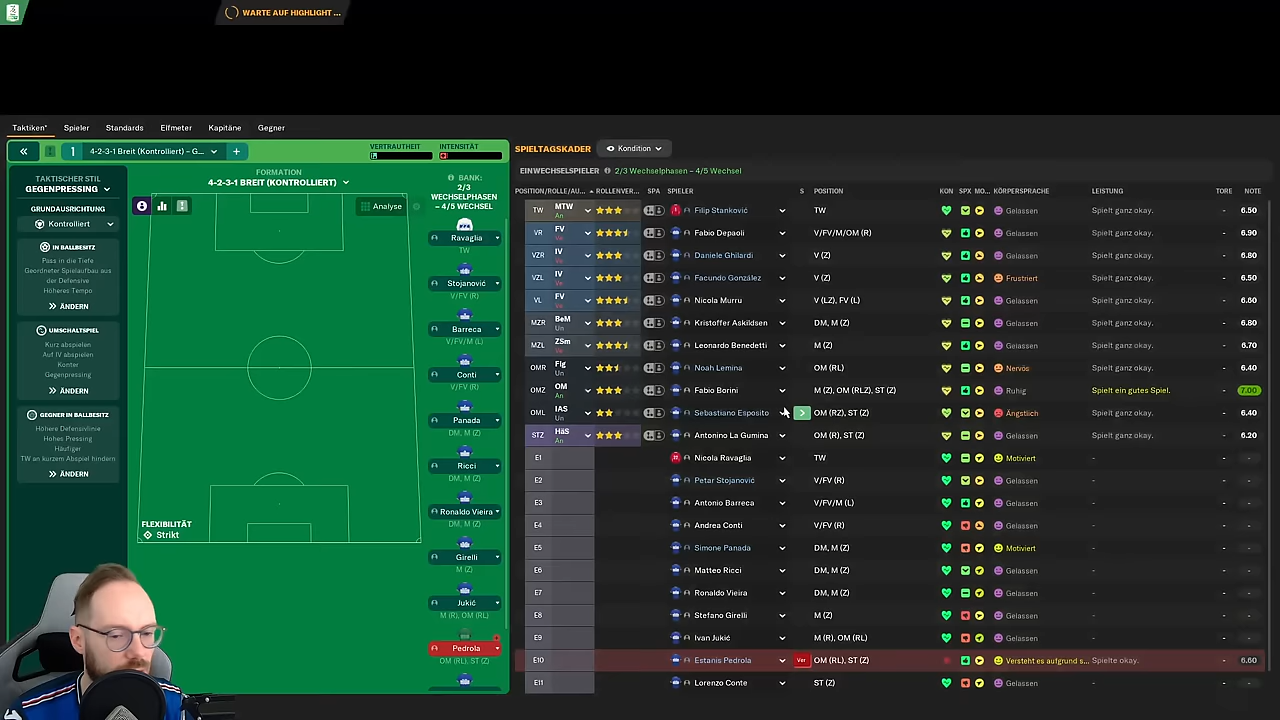 WARTE AUF HIGHLIGHT ...
Taktiken* Spieler Standards Elfmeter Kapitäne Gegner
1 4-2-3-1 Breit (Kontrolliert) – G... +
VERTRAUTHEIT INTENSITÄT
TAKTISCHER STIL
GEGENPRESSING
GRUNDAUSRICHTUNG
Kontrolliert
IN BALLBESITZ
Pass in die Tiefe
Geordneter Spielaufbau aus
der Defensive
Höheres Tempo
ÄNDERN
UMSCHALTSPIEL
Kurz abspielen
Auf IV abspielen
Konter
Gegenpressing
ÄNDERN
GEGNER IN BALLBESITZ
Höhere Defensivlinie
Hohes Pressing
Häufiger
TW an kurzem Abspiel hindern
ÄNDERN
FORMATION
4-2-3-1 BREIT (KONTROLLIERT)
Analyse
FLEXIBILITÄT
Strikt
BANK:
2/3
WECHSELPHASEN
– 4/5 WECHSEL
Ravaglia
TW
Stojanović
V/FV (R)
Barreca
V/FV/M (L)
Conti
V/FV (R)
Panada
DM, M (Z)
Ricci
DM, M (Z)
Ronaldo Vieira
DM, M (Z)
Girelli
M (Z)
Jukić
M (R), OM (RL)
Pedrola
OM (RL), ST (Z)
SPIELTAGSKADER Kondition
EINWECHSELSPIELER 2/3 Wechselphasen – 4/5 Wechsel
POSITION/ROLLE/AU... ROLLENVER... SPA SPIELER S POSITION KON SPX MO... KÖRPERSPRACHE LEISTUNG TORE NOTE
TW MTW An Filip Stanković TW Gelassen Spielt ganz okay. - 6.50
VR FV Ve Fabio Depaoli V/FV/M/OM (R) Gelassen Spielt ganz okay. - 6.90
VZR IV Ve Daniele Ghilardi V (Z) Gelassen Spielt ganz okay. - 6.80
VZL IV Ve Facundo González V (Z) Frustriert Spielt ganz okay. - 6.50
VL FV Ve Nicola Murru V (LZ), FV (L) Gelassen Spielt ganz okay. - 6.60
MZR BeM Un Kristoffer Askildsen DM, M (Z) Gelassen Spielt ganz okay. - 6.80
MZL ZSm Ve Leonardo Benedetti M (Z) Gelassen Spielt ganz okay. - 6.70
OMR Flg Un Noah Lemina OM (RL) Nervös Spielt ganz okay. - 6.40
OMZ OM An Fabio Borini M (Z), OM (RLZ), ST (Z) Ruhig Spielt ein gutes Spiel. - 7.00
OML IAS Un Sebastiano Esposito OM (RZ), ST (Z) Ängstlich Spielt ganz okay. - 6.40
STZ HäS An Antonino La Gumina OM (R), ST (Z) Gelassen Spielt ganz okay. - 6.20
E1 Nicola Ravaglia TW Motiviert - - -
E2 Petar Stojanović V/FV (R) Gelassen - - -
E3 Antonio Barreca V/FV/M (L) Gelassen - - -
E4 Andrea Conti V/FV (R) Gelassen - - -
E5 Simone Panada DM, M (Z) Motiviert - - -
E6 Matteo Ricci DM, M (Z) Gelassen - - -
E7 Ronaldo Vieira DM, M (Z) Gelassen - - -
E8 Stefano Girelli M (Z) Gelassen - - -
E9 Ivan Jukić M (R), OM (RL) Gelassen - - -
E10 Estanis Pedrola Ver OM (RL), ST (Z) Versteht es aufgrund s... Spielte okay. - 6.60
E11 Lorenzo Conte ST (Z) Gelassen - - -